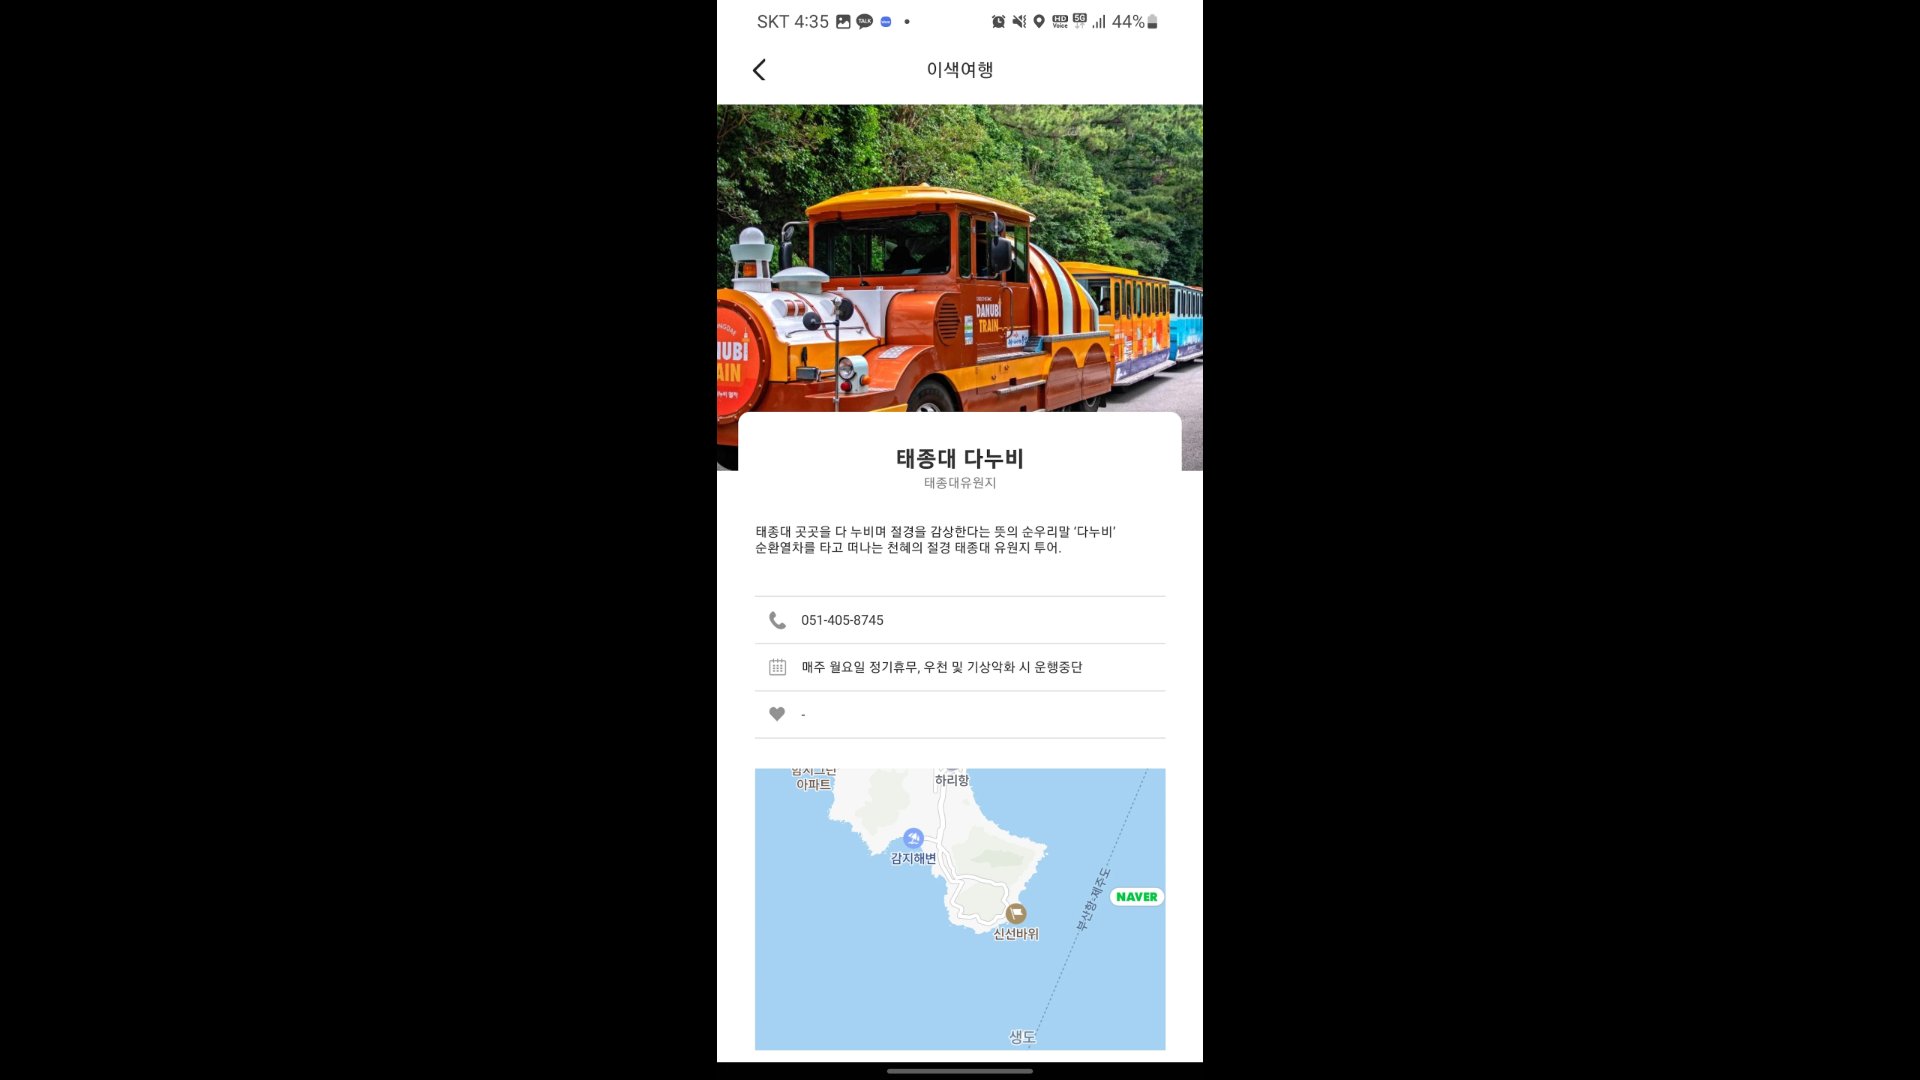 SKT 4:35
TALK
HD
Voice
5G
44%
이색여행
DANUBI
TRAIN
NUBI
AIN
태종대 다누비
태종대유원지
태종대 곳곳을 다 누비며 절경을 감상한다는 뜻의 순우리말 ‘다누비’
순환열차를 타고 떠나는 천혜의 절경 태종대 유원지 투어.
051-405-8745
매주 월요일 정기휴무, 우천 및 기상악화 시 운행중단
-
아파트
하리항
감지해변
부산항-제주도
NAVER
신선바위
생도